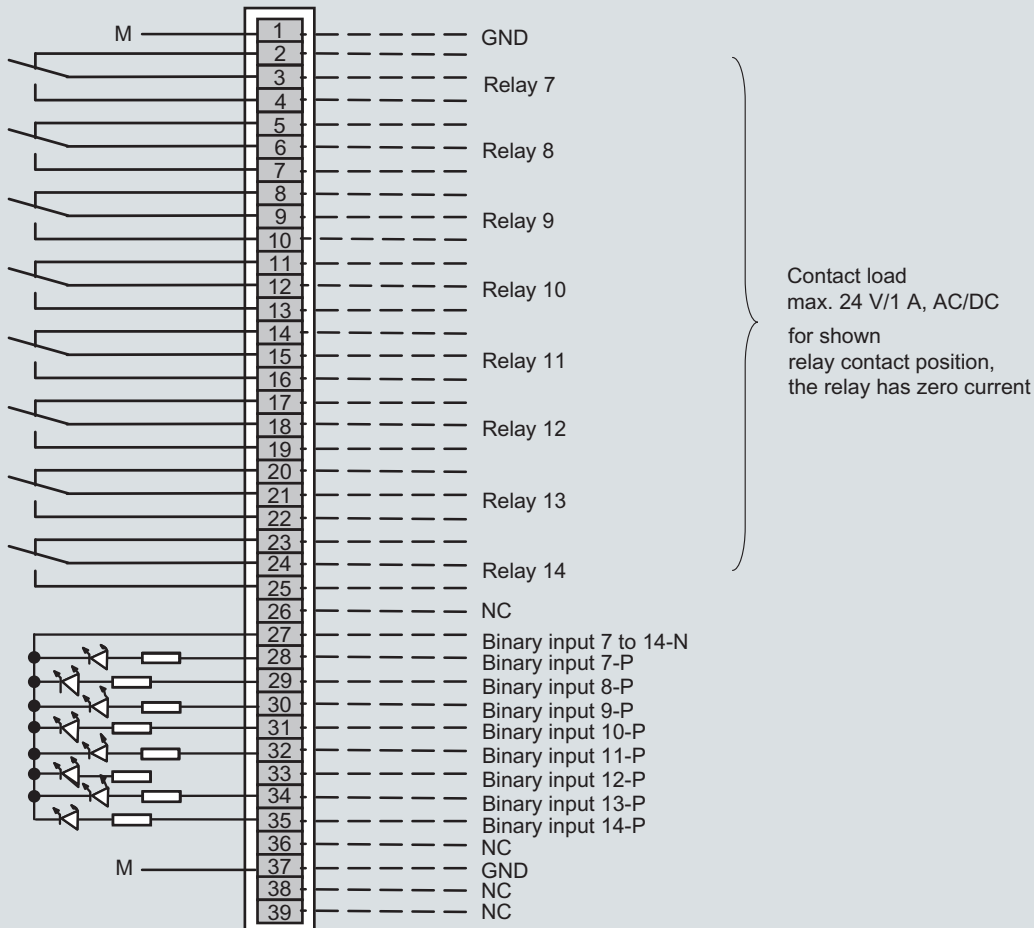 M 1 GND
2
3 Relay 7
4
5
6 Relay 8
7
8
9 Relay 9
10
11
12 Relay 10
13
14
15 Relay 11
16
17
18 Relay 12
19
20
21 Relay 13
22
23
24 Relay 14
25
26 NC
27 Binary input 7 to 14-N
28 Binary input 7-P
29 Binary input 8-P
30 Binary input 9-P
31 Binary input 10-P
32 Binary input 11-P
33 Binary input 12-P
34 Binary input 13-P
35 Binary input 14-P
36 NC
M 37 GND
38 NC
39 NC
Contact load
max. 24 V/1 A, AC/DC
for shown
relay contact position,
the relay has zero current